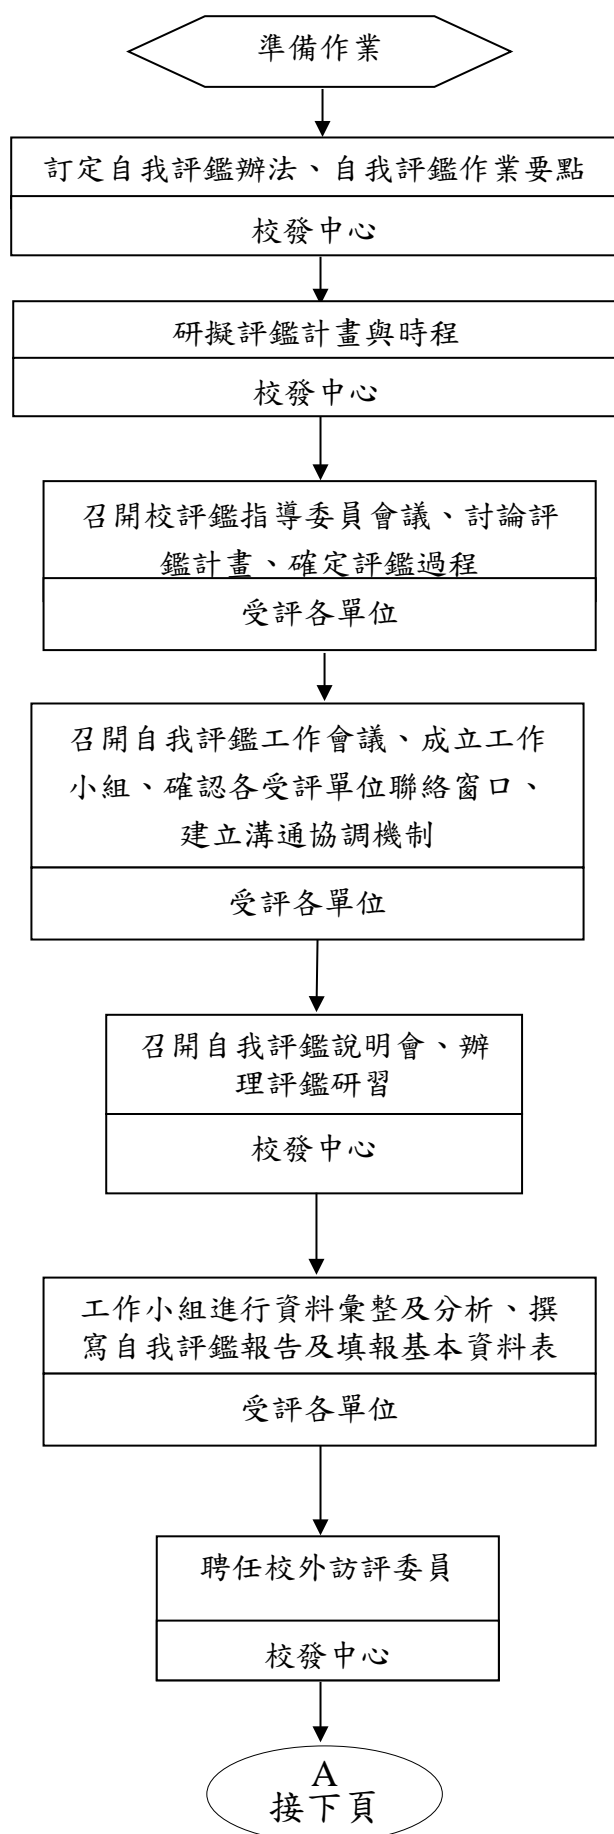 準備作業
訂定自我評鑑辦法、自我評鑑作業要點
校發中心
研擬評鑑計畫與時程
校發中心
召開校評鑑指導委員會議、討論評
鑑計畫、確定評鑑過程
受評各單位
召開自我評鑑工作會議、成立工作
小組、確認各受評單位聯絡窗口、
建立溝通協調機制
受評各單位
召開自我評鑑說明會、辦
理評鑑研習
校發中心
工作小組進行資料彙整及分析、撰
寫自我評鑑報告及填報基本資料表
受評各單位
聘任校外訪評委員
校發中心
A
接下頁